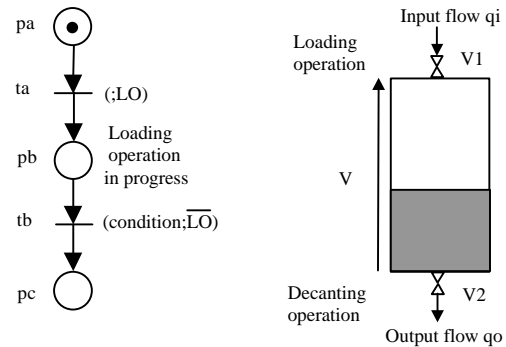 pa
ta
(;LO)
pb
Loading
operation
in progress
tb
(condition;L̅O̅)
pc
Input flow qi
Loading
operation
V1
V
Decanting
operation
V2
Output flow qo